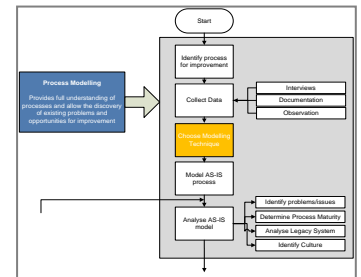 Start
Identify process
for improvement
Process Modelling
Provides full understanding of
processes and allow the discovery
of existing problems and
opportunities for improvement
Collect Data
Interviews
Documentation
Observation
Choose Modelling
Technique
Model AS-IS
process
Analyse AS-IS
model
Identify problems/issues
Determine Process Maturity
Analyse Legacy System
Identify Culture